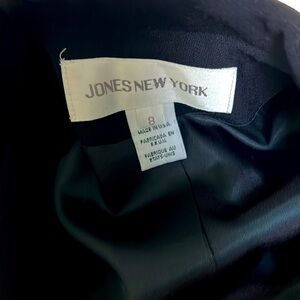 JONES NEW YORK
8
MADE IN U.S.A.
FABRICADA EN
E.E.U.U.
FABRIQUE AU
ETATS-UNIS